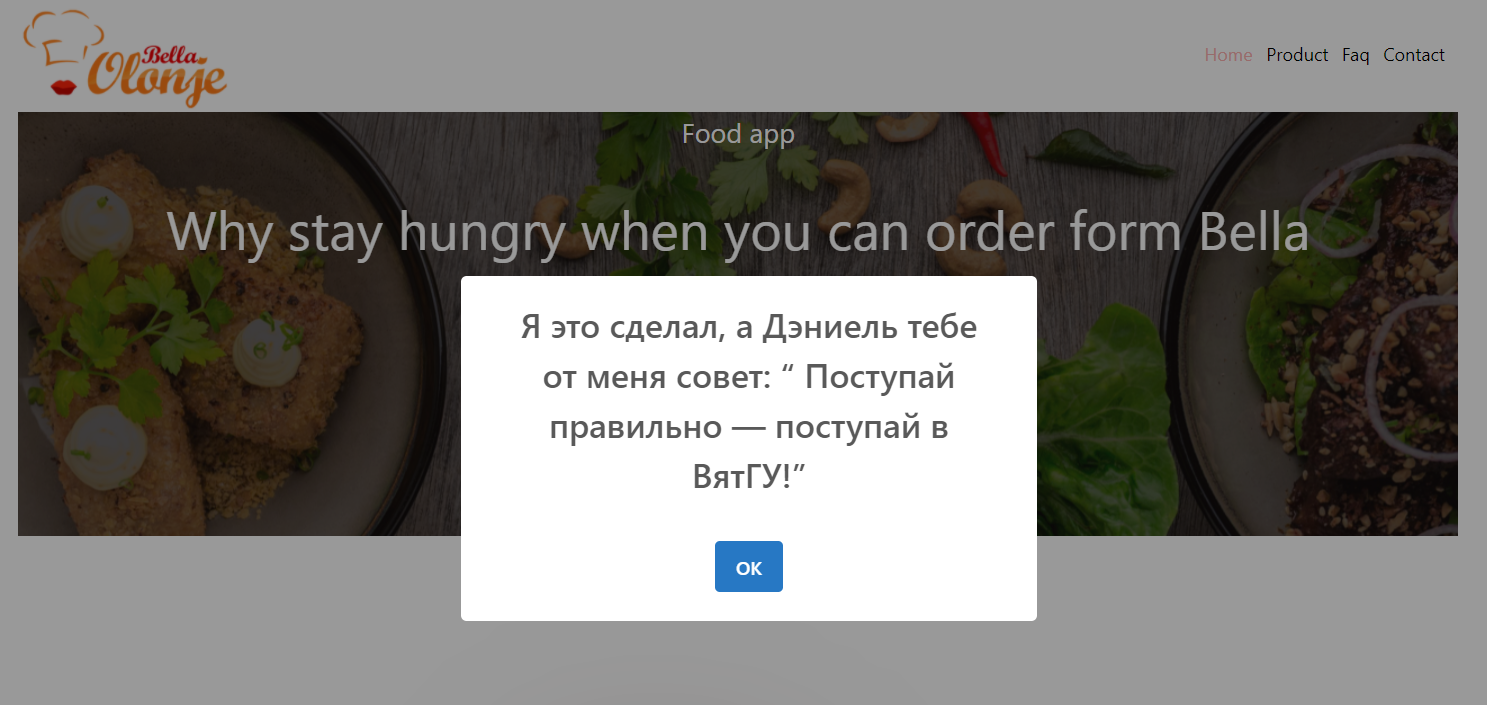 Bella
Olonje
Home Product Faq Contact
Food app
Why stay hungry when you can order form Bella
Я это сделал, а Дэниель тебе
от меня совет: “ Поступай
правильно — поступай в
ВятГУ!”
OK